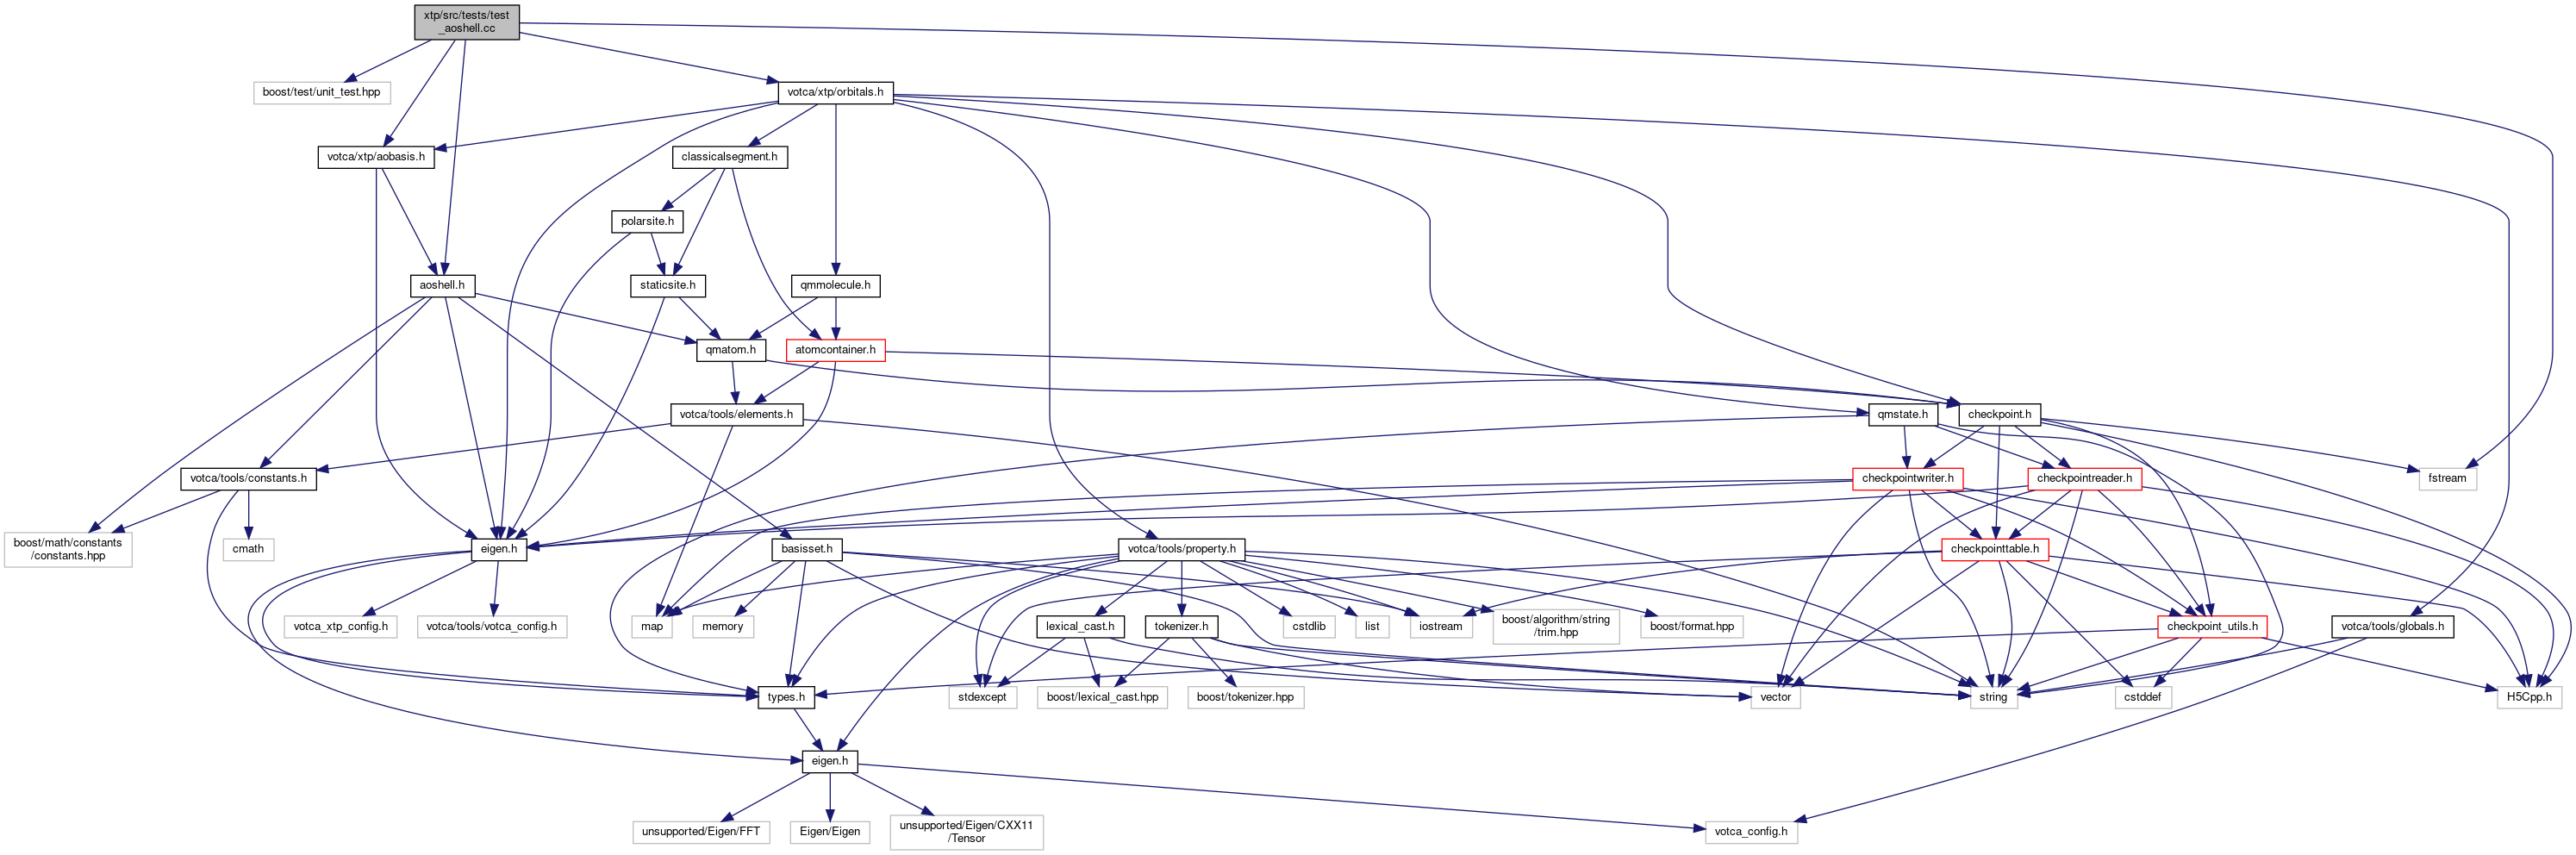 xtp/src/tests/test
_aoshell.cc
boost/test/unit_test.hpp
votca/xtp/orbitals.h
votca/xtp/aobasis.h
classicalsegment.h
polarsite.h
aoshell.h
staticsite.h
qmmolecule.h
qmatom.h
atomcontainer.h
votca/tools/elements.h
qmstate.h
checkpoint.h
votca/tools/constants.h
checkpointwriter.h
checkpointreader.h
fstream
boost/math/constants
/constants.hpp
cmath
eigen.h
basisset.h
votca/tools/property.h
checkpointtable.h
votca_xtp_config.h
votca/tools/votca_config.h
map
memory
lexical_cast.h
tokenizer.h
cstdlib
list
iostream
boost/algorithm/string
/trim.hpp
boost/format.hpp
checkpoint_utils.h
votca/tools/globals.h
types.h
stdexcept
boost/lexical_cast.hpp
boost/tokenizer.hpp
vector
string
cstddef
H5Cpp.h
eigen.h
unsupported/Eigen/FFT
Eigen/Eigen
unsupported/Eigen/CXX11
/Tensor
votca_config.h